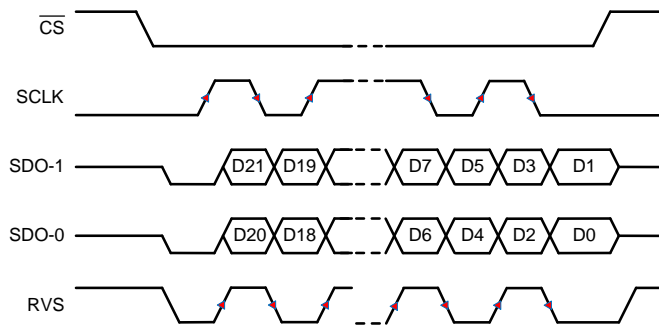 CS
SCLK
SDO-1 D21 D19 D7 D5 D3 D1
SDO-0 D20 D18 D6 D4 D2 D0
RVS